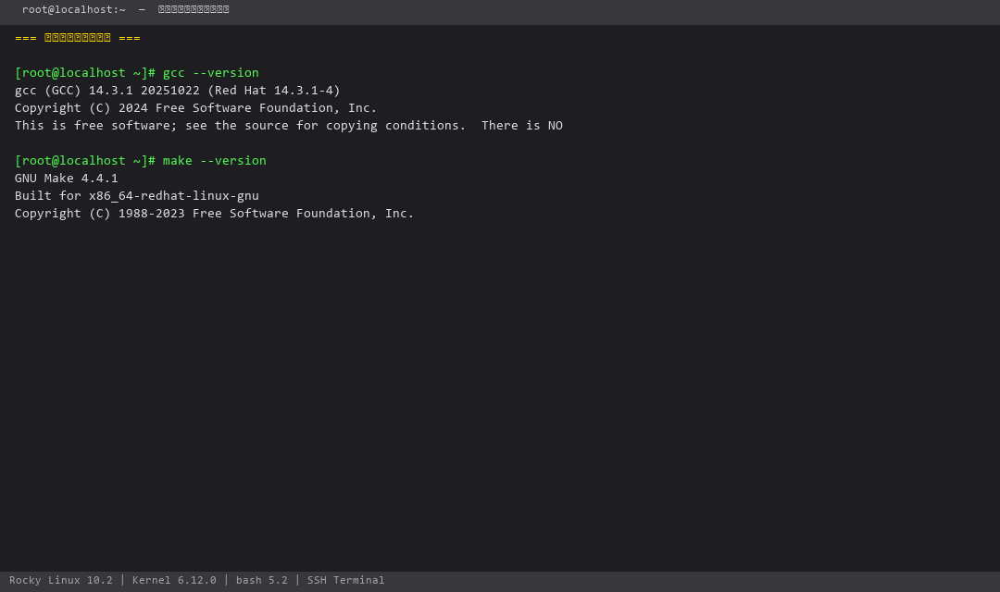 root@localhost:~ —
=== ===
[root@localhost ~]# gcc --version
gcc (GCC) 14.3.1 20251022 (Red Hat 14.3.1-4)
Copyright (C) 2024 Free Software Foundation, Inc.
This is free software; see the source for copying conditions.  There is NO
[root@localhost ~]# make --version
GNU Make 4.4.1
Built for x86_64-redhat-linux-gnu
Copyright (C) 1988-2023 Free Software Foundation, Inc.
Rocky Linux 10.2 | Kernel 6.12.0 | bash 5.2 | SSH Terminal